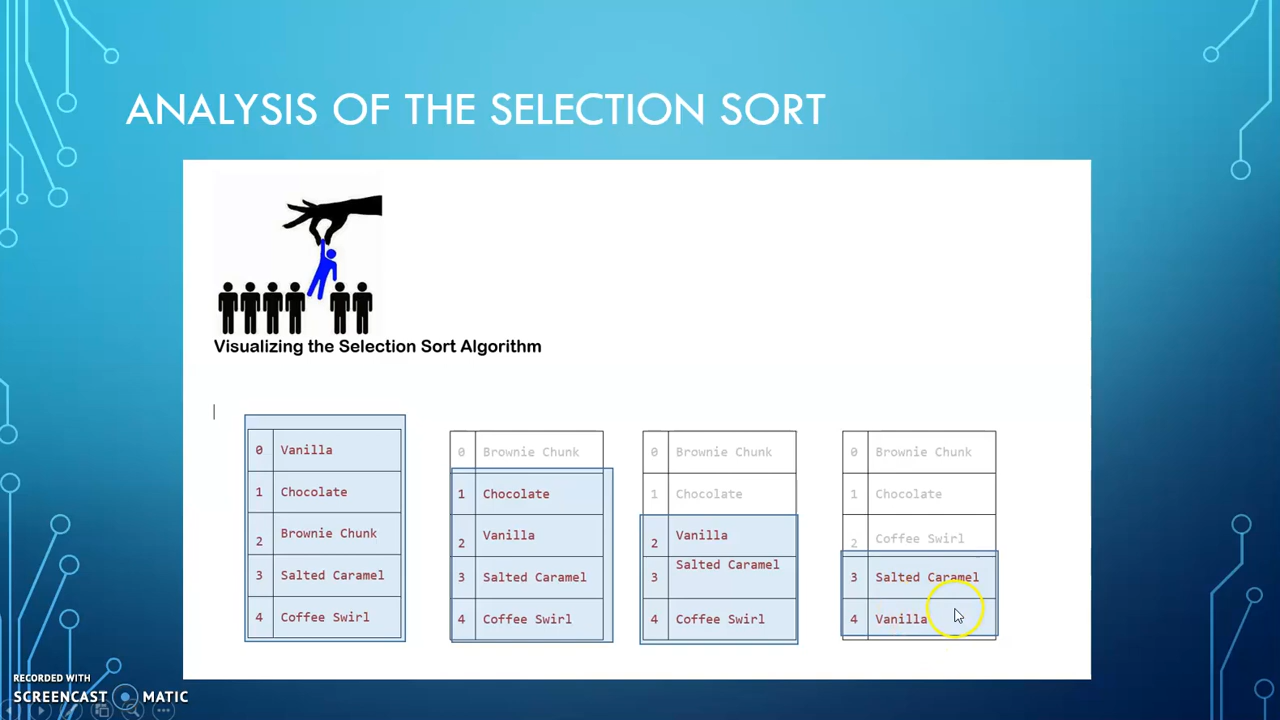 ANALYSIS OF THE SELECTION SORT
Visualizing the Selection Sort Algorithm
0 Vanilla
1 Chocolate
2 Brownie Chunk
3 Salted Caramel
4 Coffee Swirl
0 Brownie Chunk
1 Chocolate
2 Vanilla
3 Salted Caramel
4 Coffee Swirl
0 Brownie Chunk
1 Chocolate
2 Vanilla
3 Salted Caramel
4 Coffee Swirl
0 Brownie Chunk
1 Chocolate
2 Coffee Swirl
3 Salted Caramel
4 Vanilla
RECORDED WITH
SCREENCAST MATIC